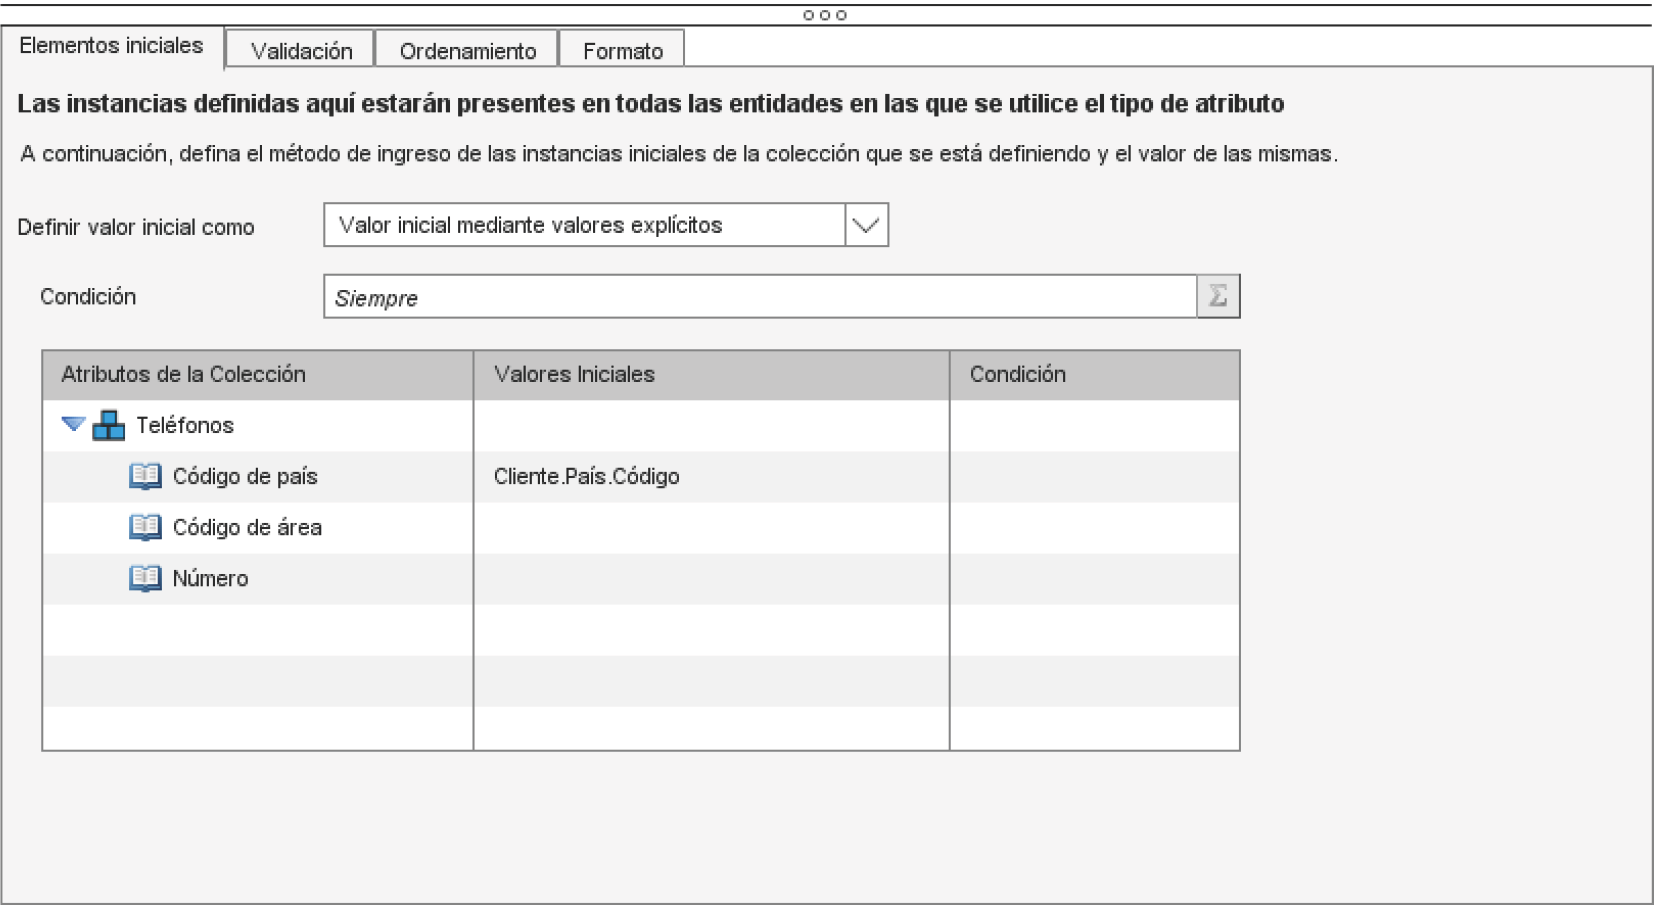 Elementos iniciales Validación Ordenamiento Formato
Las instancias definidas aquí estarán presentes en todas las entidades en las que se utilice el tipo de atributo
A continuación, defina el método de ingreso de las instancias iniciales de la colección que se está definiendo y el valor de las mismas.
Definir valor inicial como Valor inicial mediante valores explícitos
Condición Siempre Σ
Atributos de la Colección Valores Iniciales Condición
Teléfonos
Código de país Cliente.País.Código
Código de área
Número